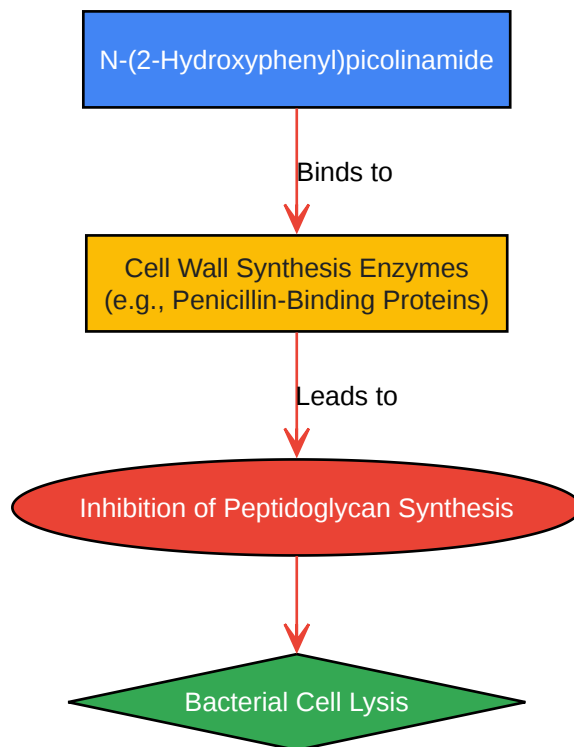 N-(2-Hydroxyphenyl)picolinamide
Binds to
Cell Wall Synthesis Enzymes
(e.g., Penicillin-Binding Proteins)
Leads to
Inhibition of Peptidoglycan Synthesis
Bacterial Cell Lysis